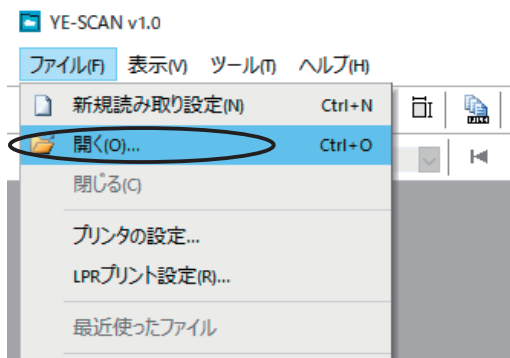 YE-SCAN v1.0
ファイル(F) 表示(V) ツール(T) ヘルプ(H)
新規読み取り設定(N) Ctrl+N
開く(O)... Ctrl+O
閉じる(C)
プリンタの設定...
LPRプリント設定(R)...
最近使ったファイル